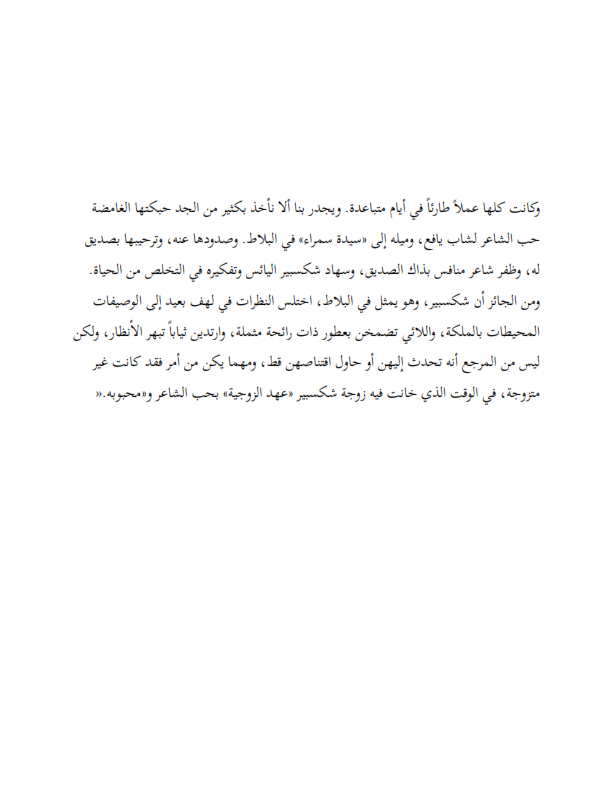 وكانت كلها عملاً طارئاً في أيام متباعدة. ويجدر بنا ألا نأخذ بكثير من الجد حبكتها الغامضة
حب الشاعر لشاب يافع، وميله إلى «سيدة سمراء» في البلاط. وصدودها عنه، وترحيبها بصديق
له، وظفر شاعر منافس بذاك الصديق، وسهاد شكسبير اليائس وتفكيره في التخلص من الحياة.
ومن الجائز أن شكسبير، وهو يمثل في البلاط، اختلس النظرات في لهف بعيد إلى الوصيفات
المحيطات بالملكة، واللائي تضمخن بعطور ذات رائحة مثملة، وارتدين ثياباً تبهر الأنظار، ولكن
ليس من المرجع أنه تحدث إليهن أو حاول اقتناصهن قط، ومهما يكن من أمر فقد كانت غير
متزوجة، في الوقت الذي خانت فيه زوجة شكسبير «عهد الزوجية» بحب الشاعر و«محبوبه.«